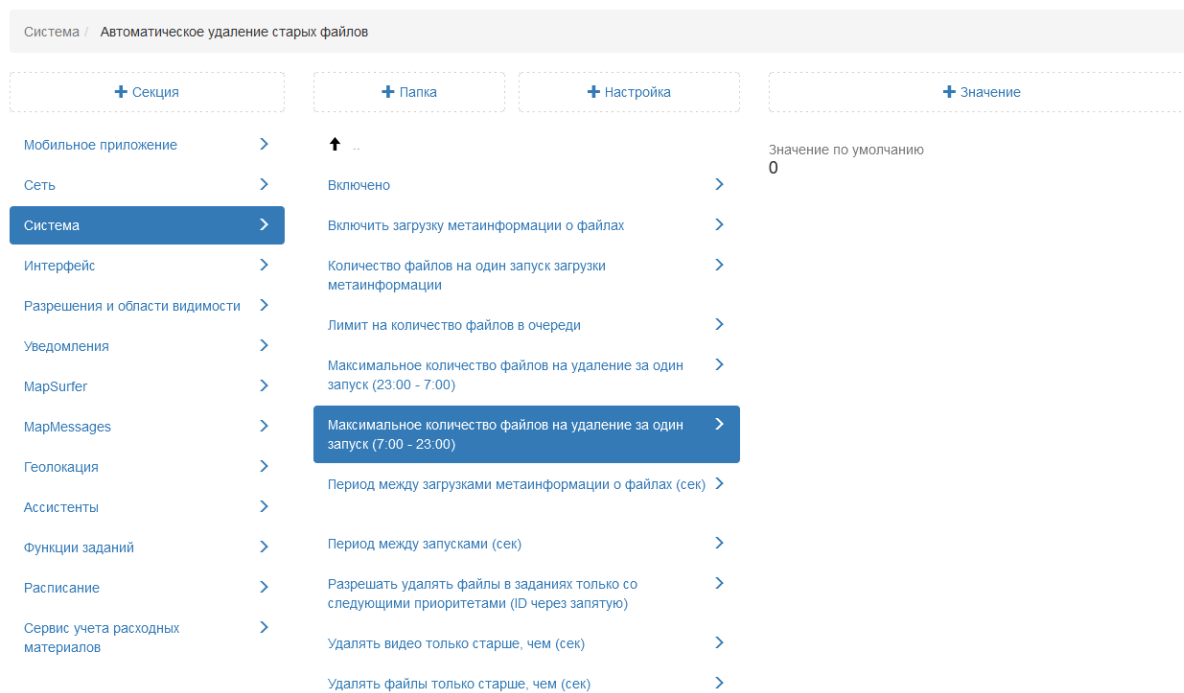 Система / Автоматическое удаление старых файлов
+ Секция
+ Папка
+ Настройка
+ Значение
Мобильное приложение
Сеть
Система
Интерфейс
Разрешения и области видимости
Уведомления
MapSurfer
MapMessages
Геолокация
Ассистенты
Функции заданий
Расписание
Сервис учета расходных
материалов
..
Включено
Включить загрузку метаинформации о файлах
Количество файлов на один запуск загрузки
метаинформации
Лимит на количество файлов в очереди
Максимальное количество файлов на удаление за один
запуск (23:00 - 7:00)
Максимальное количество файлов на удаление за один
запуск (7:00 - 23:00)
Период между загрузками метаинформации о файлах (сек)
Период между запусками (сек)
Разрешать удалять файлы в заданиях только со
следующими приоритетами (ID через запятую)
Удалять видео только старше, чем (сек)
Удалять файлы только старше, чем (сек)
Значение по умолчанию
0